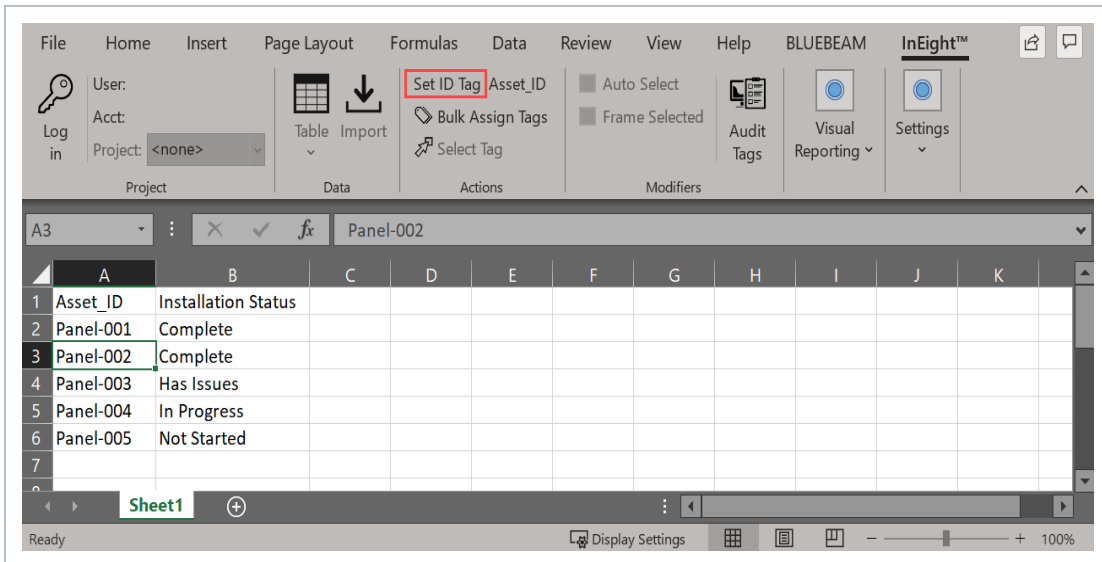 File Home Insert Page Layout Formulas Data Review View Help BLUEBEAM InEight™
Log in
User:
Acct:
Project: <none>
Project
Table Import
Data
Set ID Tag Asset_ID
Bulk Assign Tags
Select Tag
Actions
Auto Select
Frame Selected
Modifiers
Audit
Tags
Visual
Reporting
Settings
A3 fx Panel-002
A B C D E F G H I J K
1 Asset_ID Installation Status
2 Panel-001 Complete
3 Panel-002 Complete
4 Panel-003 Has Issues
5 Panel-004 In Progress
6 Panel-005 Not Started
7
Sheet1
Ready Display Settings 100%